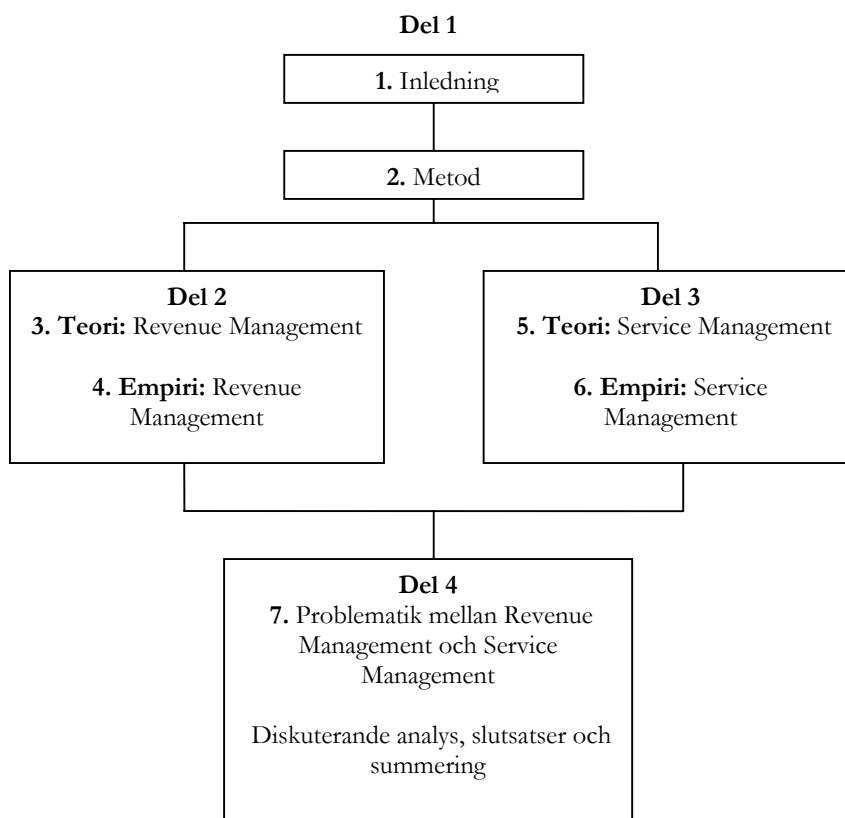 Del 1
1. Inledning
2. Metod
Del 2
3. Teori: Revenue Management
4. Empiri: Revenue
Management
Del 3
5. Teori: Service Management
6. Empiri: Service
Management
Del 4
7. Problematik mellan Revenue
Management och Service
Management
Diskuterande analys, slutsatser och
summering